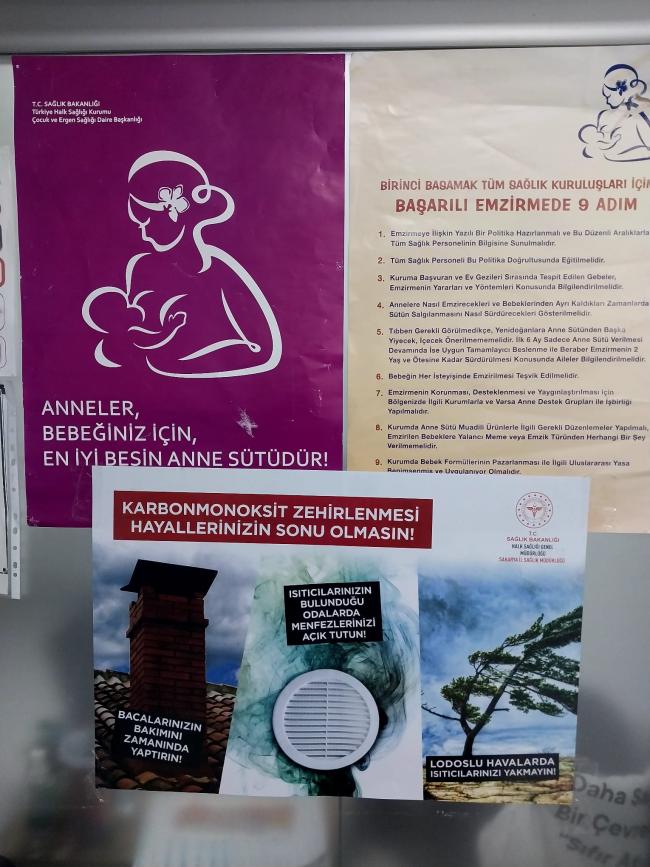 T.C. SAĞLIK BAKANLIĞI
Türkiye Halk Sağlığı Kurumu
Çocuk ve Ergen Sağlığı Daire Başkanlığı
ANNELER,
BEBEĞİNİZ İÇİN,
EN İYİ BESİN ANNE SÜTÜDÜR!
BİRİNCİ BASAMAK TÜM SAĞLIK KURULUŞLARI İÇİN
BAŞARILI EMZİRMEDE 9 ADIM
1. Emzirmeye İlişkin Yazılı Bir Politika Hazırlanmalı ve Bu Düzenli Aralıklarla
Tüm Sağlık Personelinin Bilgisine Sunulmalıdır.
2. Tüm Sağlık Personeli Bu Politika Doğrultusunda Eğitilmelidir.
3. Kuruma Başvuran ve Ev Gezileri Sırasında Tespit Edilen Gebeler,
Emzirmenin Yararları ve Yöntemleri Konusunda Bilgilendirilmelidir.
4. Annelere Nasıl Emzirecekleri ve Bebeklerinden Ayrı Kaldıkları Zamanlarda
Sütün Salgılanmasını Nasıl Sürdürecekleri Gösterilmelidir.
5. Tıbben Gerekli Görülmedikçe, Yenidoğanlara Anne Sütünden Başka
Yiyecek, İçecek Önerilmememelidir. İlk 6 Ay Sadece Anne Sütü Verilmesi
Devamında İse Uygun Tamamlayıcı Beslenme ile Beraber Emzirmenin 2
Yaş ve Ötesine Kadar Sürdürülmesi Konusunda Aileler Bilgilendirilmelidir.
6. Bebeğin Her İsteyişinde Emzirilmesi Teşvik Edilmelidir.
7. Emzirmenin Korunması, Desteklenmesi ve Yaygınlaştırılması için
Bölgenizde İlgili Kurumlarla ve Varsa Anne Destek Grupları ile İşbirliği
Yapılmalıdır.
8. Kurumda Anne Sütü Muadili Ürünlerle İlgili Gerekli Düzenlemeler Yapılmalı,
Emzirilen Bebeklere Yalancı Meme veya Emzik Türünden Herhangi Bir Şey
Verilmemelidir.
9. Kurumda Bebek Formüllerinin Pazarlanması ile İlgili Uluslararası Yasa
Benimsenmiş ve Uygulanıyor Olmalıdır.
KARBONMONOKSİT ZEHİRLENMESİ
HAYALLERİNİZİN SONU OLMASIN!
T.C.
SAĞLIK BAKANLIĞI
HALK SAĞLIĞI GENEL
MÜDÜRLÜĞÜ
SAKARYA İL SAĞLIK MÜDÜRLÜĞÜ
BACALARINIZIN
BAKIMINI
ZAMANINDA
YAPTIRIN!
ISITICILARINIZIN
BULUNDUĞU
ODALARDA
MENFEZLERİNİZİ
AÇIK TUTUN!
LODOSLU HAVALARDA
ISITICILARINIZI YAKMAYIN!
Daha
Bir
"Sıfır